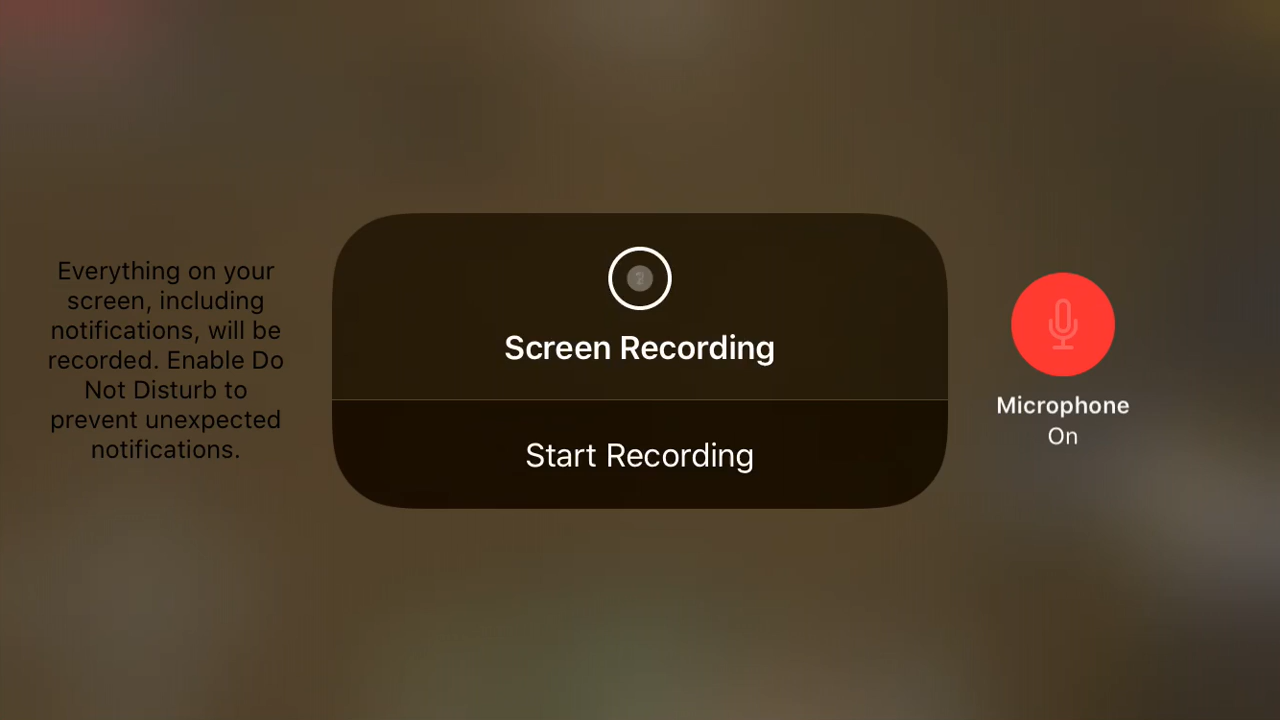 Everything on your
screen, including
notifications, will be
recorded. Enable Do
Not Disturb to
prevent unexpected
notifications.
Screen Recording
Start Recording
Microphone
On